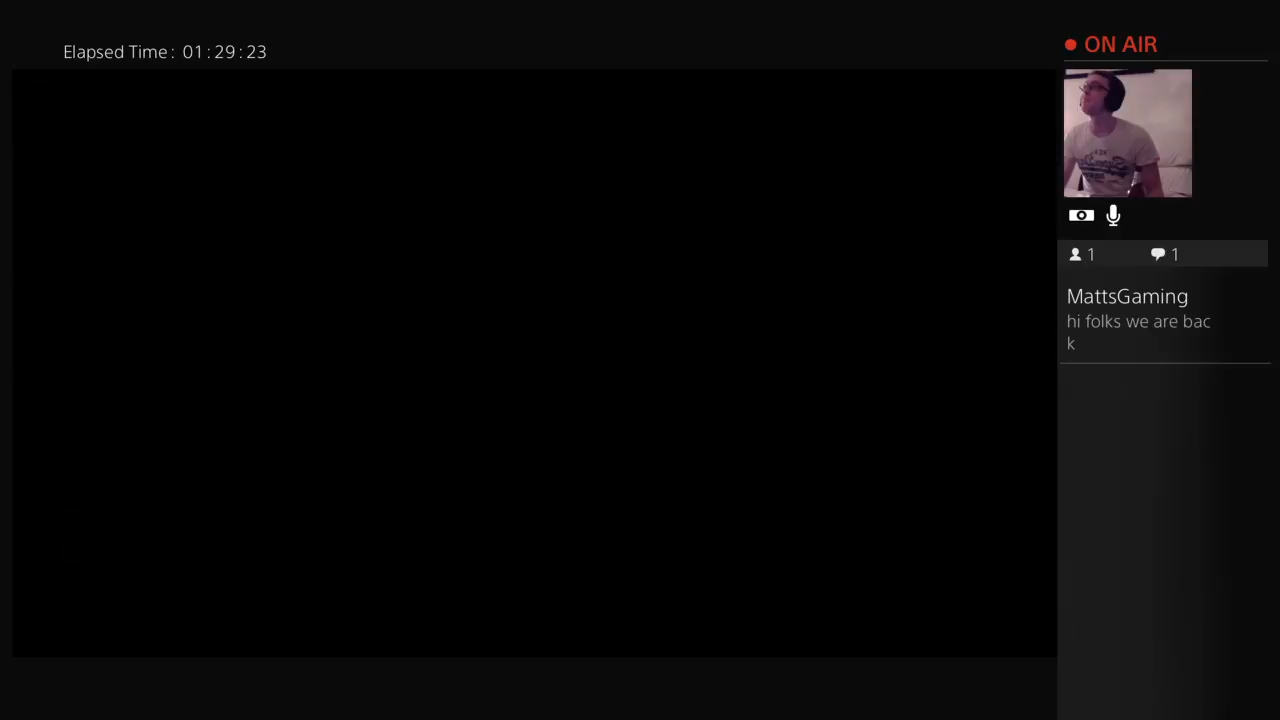 Elapsed Time: 01:29:23
ON AIR
1 1
MattsGaming
hi folks we are bac
k